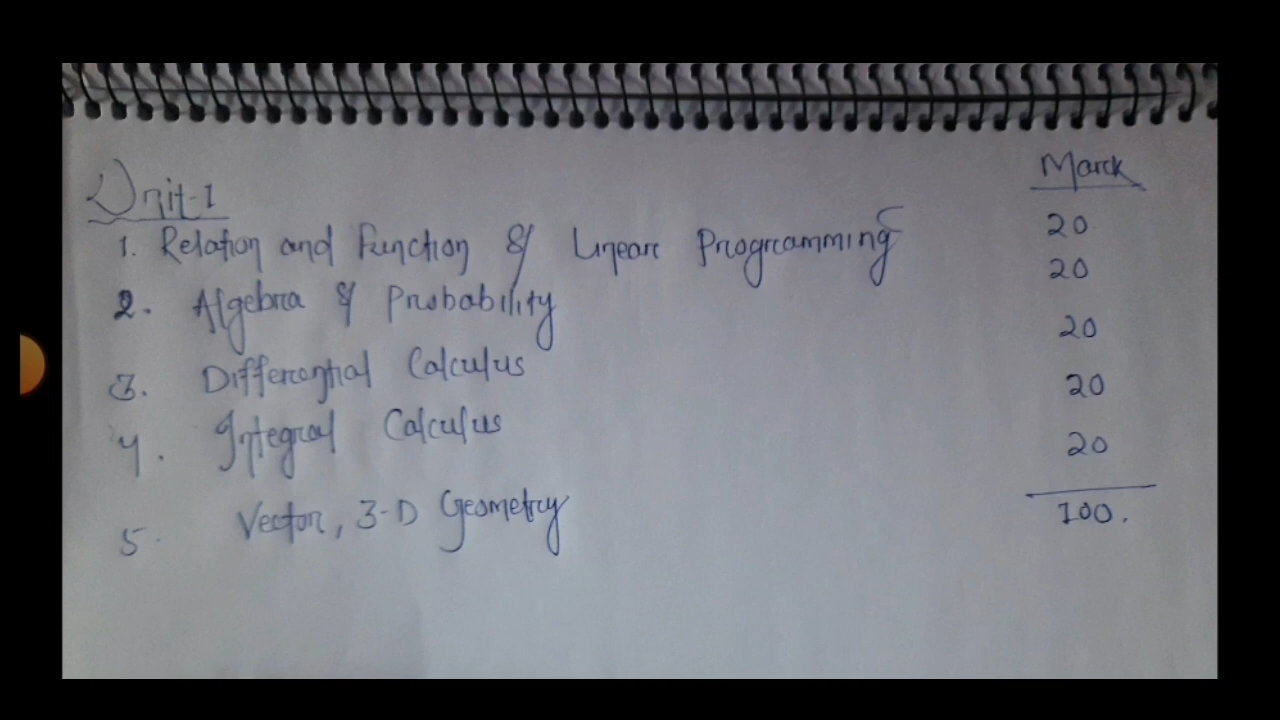 Unit-1 Marck
1. Relation and Function & Linear Programming 20
2. Algebra & Probability 20
3. Differential Calculus 20
4. Integral Calculus 20
5. Vector, 3-D Geometry 20
100.